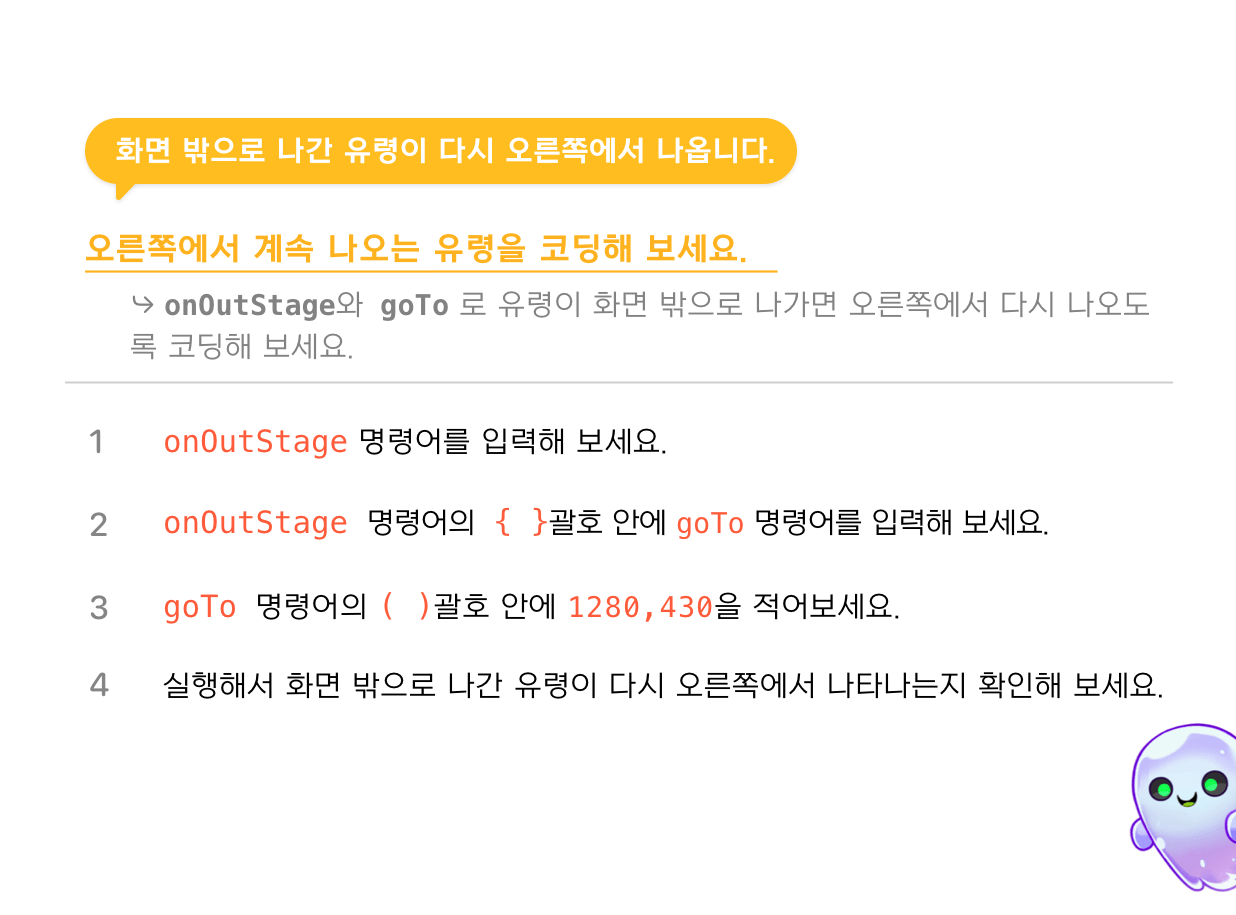 화면 밖으로 나간 유령이 다시 오른쪽에서 나옵니다.
오른쪽에서 계속 나오는 유령을 코딩해 보세요.
↪ onOutStage와 goTo 로 유령이 화면 밖으로 나가면 오른쪽에서 다시 나오도
록 코딩해 보세요.
1 onOutStage 명령어를 입력해 보세요.
2 onOutStage 명령어의 { }괄호 안에 goTo 명령어를 입력해 보세요.
3 goTo 명령어의 ( )괄호 안에 1280,430을 적어보세요.
4 실행해서 화면 밖으로 나간 유령이 다시 오른쪽에서 나타나는지 확인해 보세요.